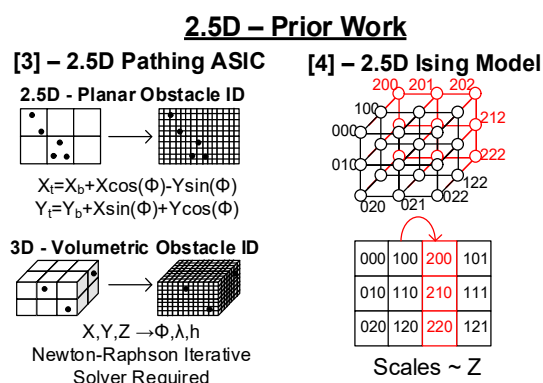 2.5D – Prior Work
[3] – 2.5D Pathing ASIC
2.5D - Planar Obstacle ID
Xt=Xb+Xcos(Φ)-Ysin(Φ)
Yt=Yb+Xsin(Φ)+Ycos(Φ)
3D - Volumetric Obstacle ID
X,Y,Z →Φ,λ,h
Newton-Raphson Iterative
Solver Required
[4] – 2.5D Ising Model
200 201 202
100
000
212
010
222
122
020 021 022
000 100 200 101
010 110 210 111
020 120 220 121
Scales ~ Z